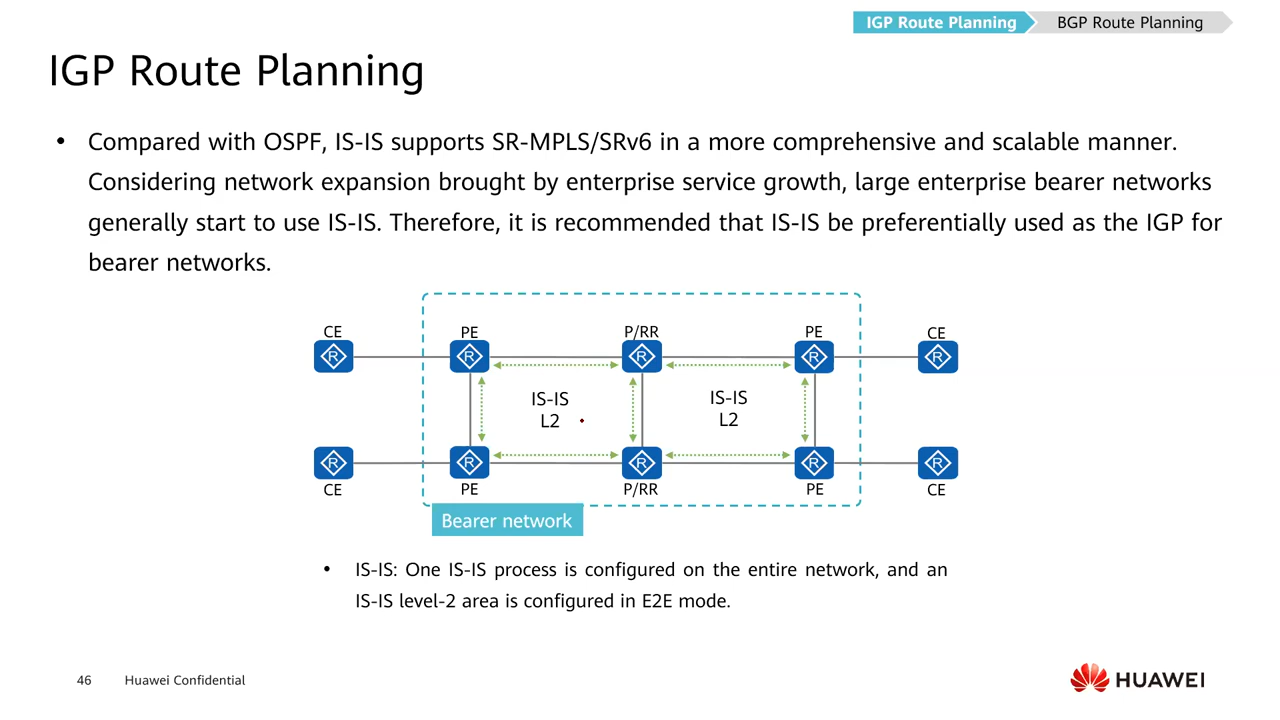 IGP Route Planning
BGP Route Planning
IGP Route Planning
• Compared with OSPF, IS-IS supports SR-MPLS/SRv6 in a more comprehensive and scalable manner.
Considering network expansion brought by enterprise service growth, large enterprise bearer networks
generally start to use IS-IS. Therefore, it is recommended that IS-IS be preferentially used as the IGP for
bearer networks.
CE PE P/RR PE CE
R R R R R
IS-IS IS-IS
L2 L2
R R R R R
CE PE P/RR PE CE
Bearer network
• IS-IS: One IS-IS process is configured on the entire network, and an
IS-IS level-2 area is configured in E2E mode.
46 Huawei Confidential
HUAWEI